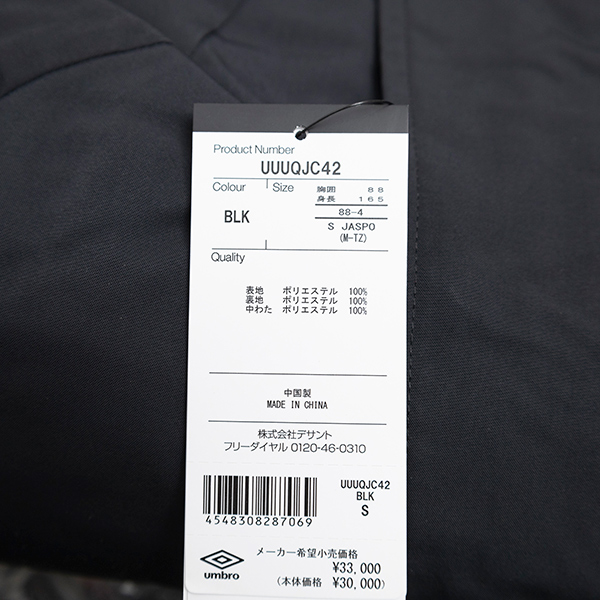 Product Number
UUUQJC42
Colour
Size
胸囲 88
身長 165
BLK
88-4
S JASPO
(M-TZ)
Quality
表地 ポリエステル 100%
裏地 ポリエステル 100%
中わた ポリエステル 100%
中国製
MADE IN CHINA
株式会社デサント
フリーダイヤル 0120-46-0310
UUUQJC42
BLK
S
4548308287069
umbro
メーカー希望小売価格
¥33,000
(本体価格 ¥30,000)